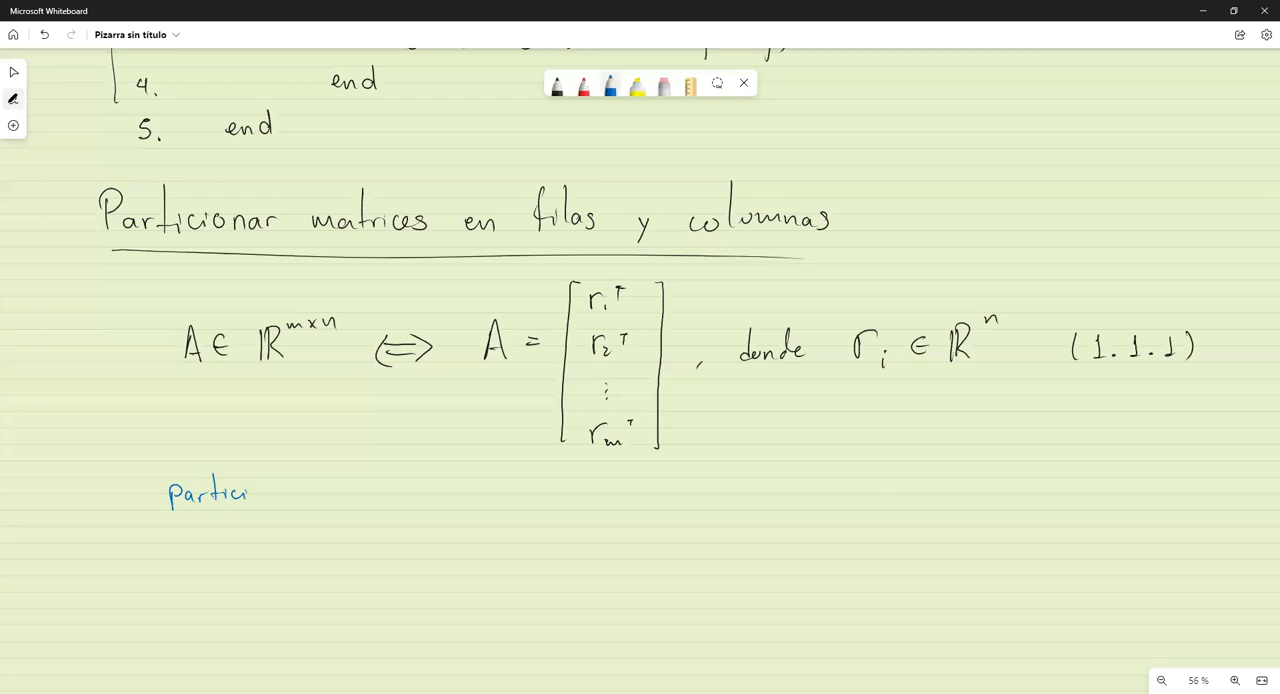 Microsoft Whiteboard
Pizarra sin título
4. end
5. end
Particionar matrices en filas y columnas
A ∈ ℝ^{m×n} ⟺ A = [ r₁ᵀ r₂ᵀ ⋮ r_mᵀ ], donde r_i ∈ ℝⁿ (1.1.1)
partici
56 %